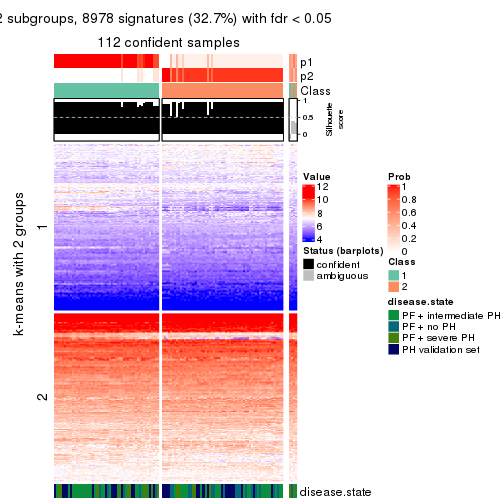 2 subgroups, 8978 signatures (32.7%) with fdr < 0.05
112 confident samples
p1
p2
Class
1
0.5
0
Silhouette
score
k-means with 2 groups
1
2
Value
12
10
8
6
4
Status (barplots)
confident
ambiguous
Prob
1
0.8
0.6
0.4
0.2
0
Class
1
2
disease.state
PF + intermediate PH
PF + no PH
PF + severe PH
PH validation set
disease.state